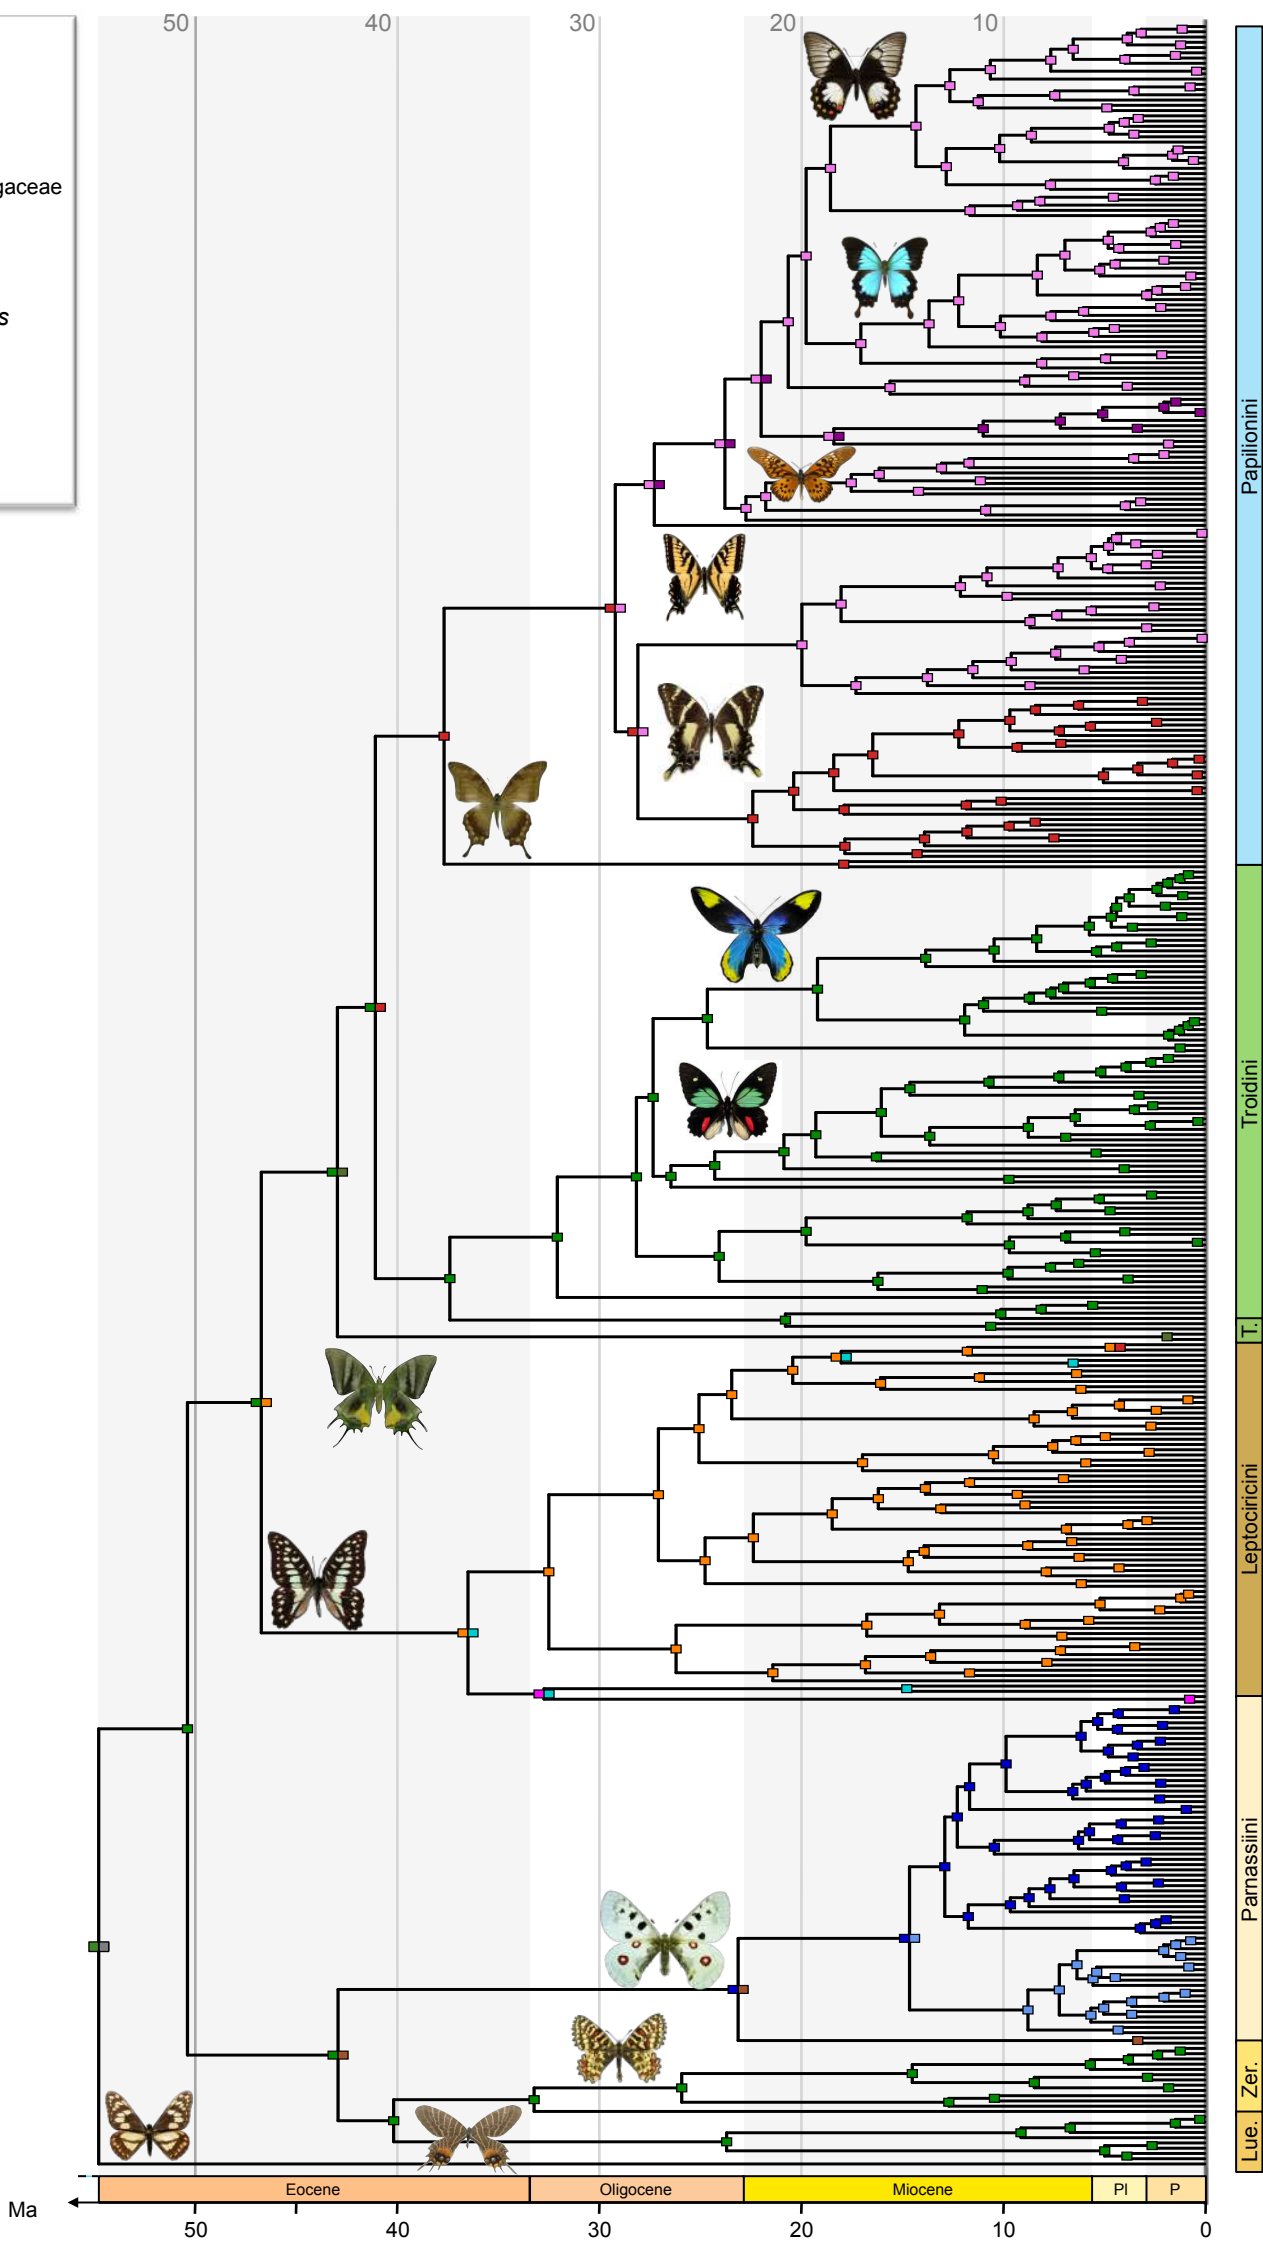 50 40 30 20 10
gaceae
s
Papilionini
Troidini
T.
Leptociricini
Parnassiini
Zer.
Lue.
Eocene Oligocene Miocene Pl P
Ma
50 40 30 20 10 0